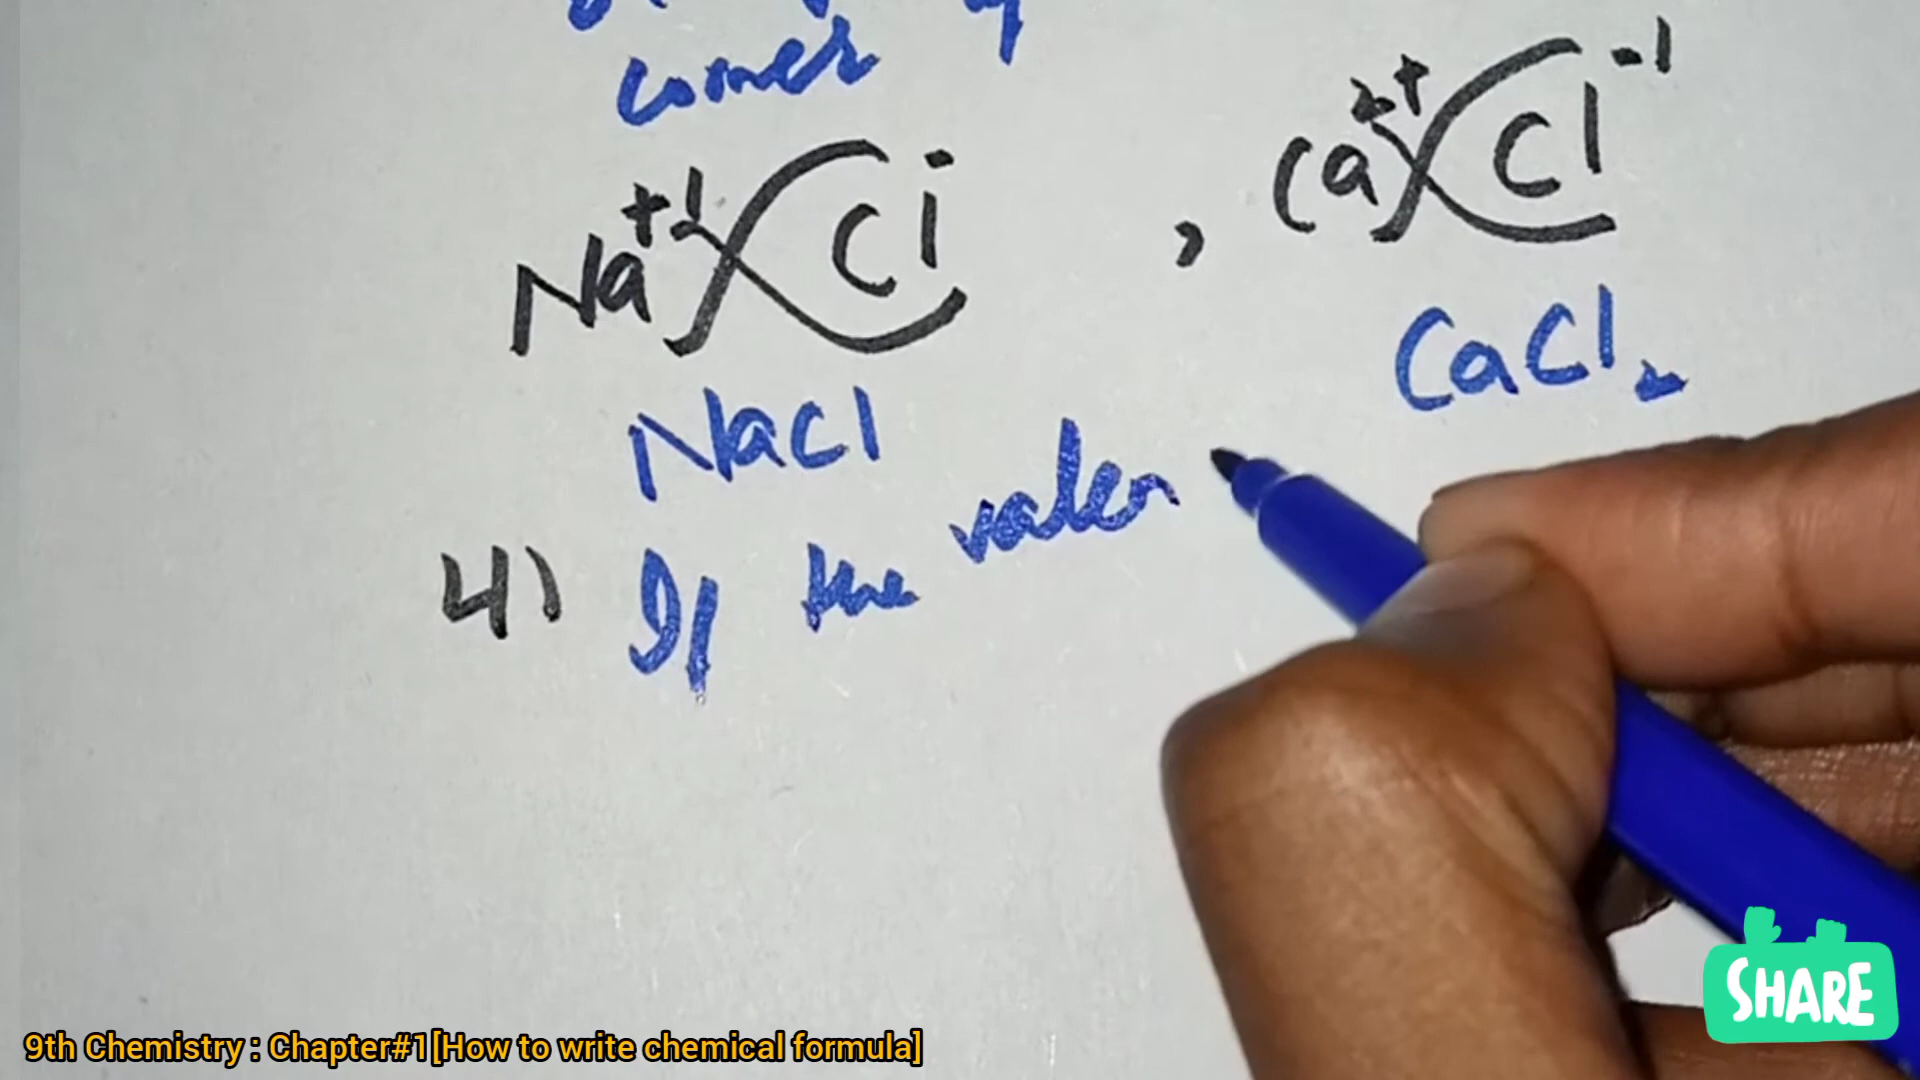 corner
Na+1 Cl- , Ca2+ Cl-1
NaCl CaCl2
4) If the valen
SHARE
9th Chemistry : Chapter#1[How to write chemical formula]